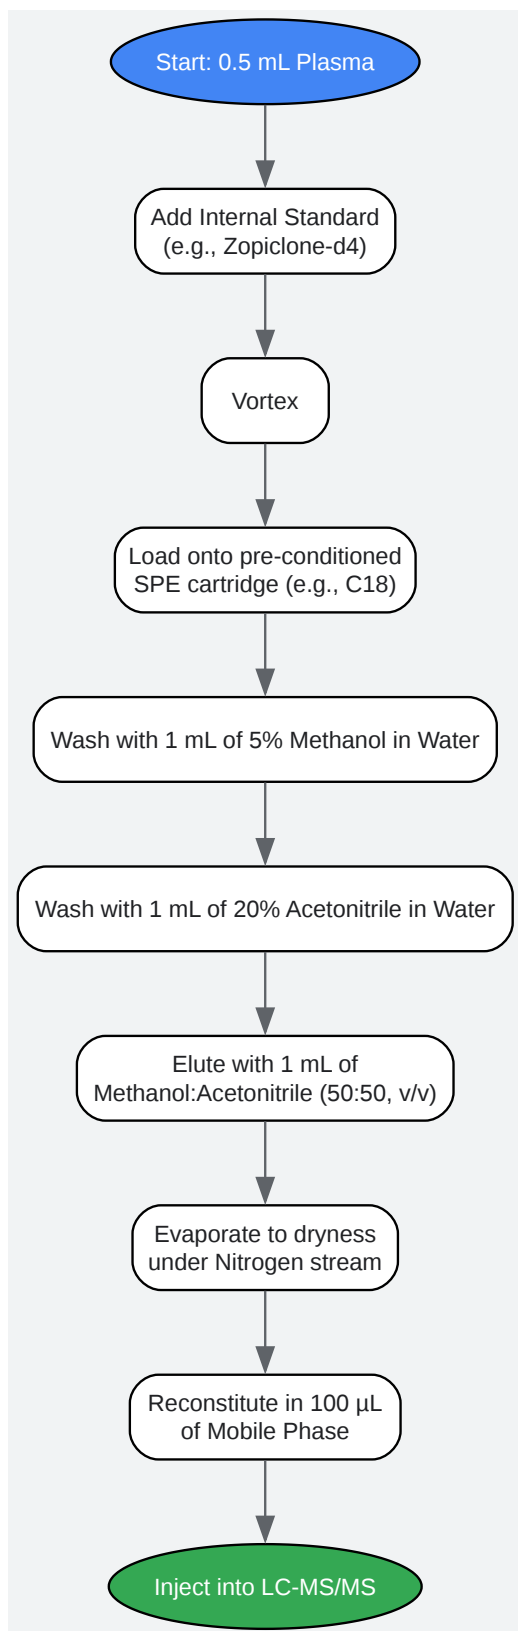 Start: 0.5 mL Plasma
Add Internal Standard
(e.g., Zopiclone-d4)
Vortex
Load onto pre-conditioned
SPE cartridge (e.g., C18)
Wash with 1 mL of 5% Methanol in Water
Wash with 1 mL of 20% Acetonitrile in Water
Elute with 1 mL of
Methanol:Acetonitrile (50:50, v/v)
Evaporate to dryness
under Nitrogen stream
Reconstitute in 100 µL
of Mobile Phase
Inject into LC-MS/MS